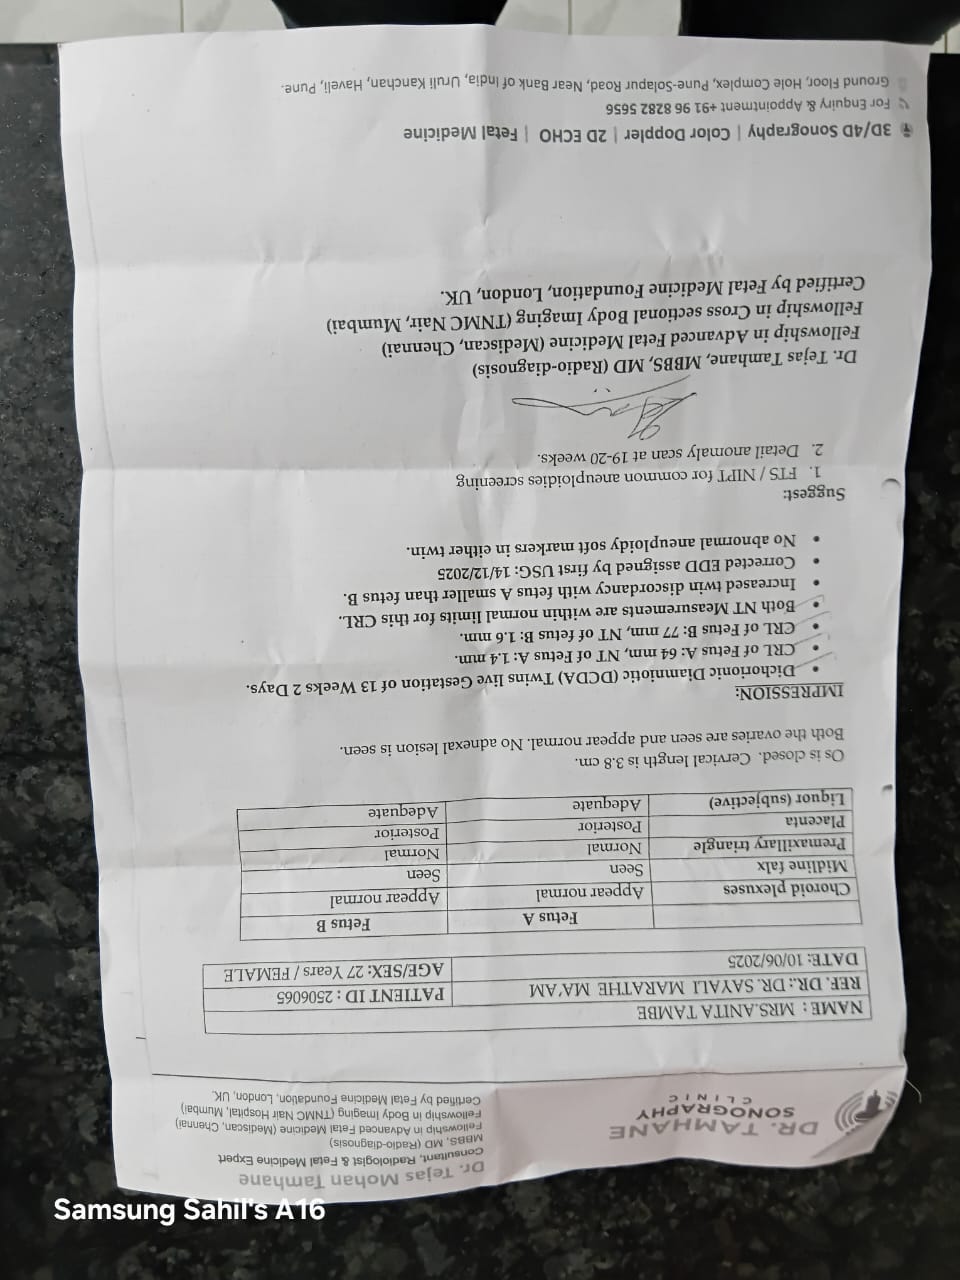 DR. TAMHANE
SONOGRAPHY
CLINIC
Dr. Tejas Mohan Tamhane
Consultant, Radiologist & Fetal Medicine Expert
MBBS, MD (Radio-diagnosis)
Fellowship in Advanced Fetal Medicine (Mediscan, Chennai)
Fellowship in Body Imaging (TNMC Nair Hospital, Mumbai)
Certified by Fetal Medicine Foundation, London, UK.
NAME : MRS.ANITA TAMBE
REF. DR.: DR. SAYALI MARATHE MA'AM PATIENT ID : 2506065
DATE: 10/06/2025 AGE/SEX: 27 Years / FEMALE
Fetus A Fetus B
Choroid plexuses Appear normal Appear normal
Midline falx Seen Seen
Premaxillary triangle Normal Normal
Placenta Posterior Posterior
Liquor (subjective) Adequate Adequate
Os is closed. Cervical length is 3.8 cm.
Both the ovaries are seen and appear normal. No adnexal lesion is seen.
IMPRESSION:
• Dichorionic Diamniotic (DCDA) Twins live Gestation of 13 Weeks 2 Days.
• CRL of Fetus A: 64 mm, NT of Fetus A: 1.4 mm.
• CRL of Fetus B: 77 mm, NT of fetus B: 1.6 mm.
• Both NT Measurements are within normal limits for this CRL.
• Increased twin discordancy with fetus A smaller than fetus B.
• Corrected EDD assigned by first USG: 14/12/2025
• No abnormal aneuploidy soft markers in either twin.
Suggest:
1. FTS / NIPT for common aneuploidies screening
2. Detail anomaly scan at 19-20 weeks.
Dr. Tejas Tamhane, MBBS, MD (Radio-diagnosis)
Fellowship in Advanced Fetal Medicine (Mediscan, Chennai)
Fellowship in Cross sectional Body Imaging (TNMC Nair, Mumbai)
Certified by Fetal Medicine Foundation, London, UK.
3D/4D Sonography | Color Doppler | 2D ECHO | Fetal Medicine
For Enquiry & Appointment +91 96 8282 5656
Ground Floor, Hole Complex, Pune-Solapur Road, Near Bank of India, Uruli Kanchan, Haveli, Pune.
Samsung Sahil's A16